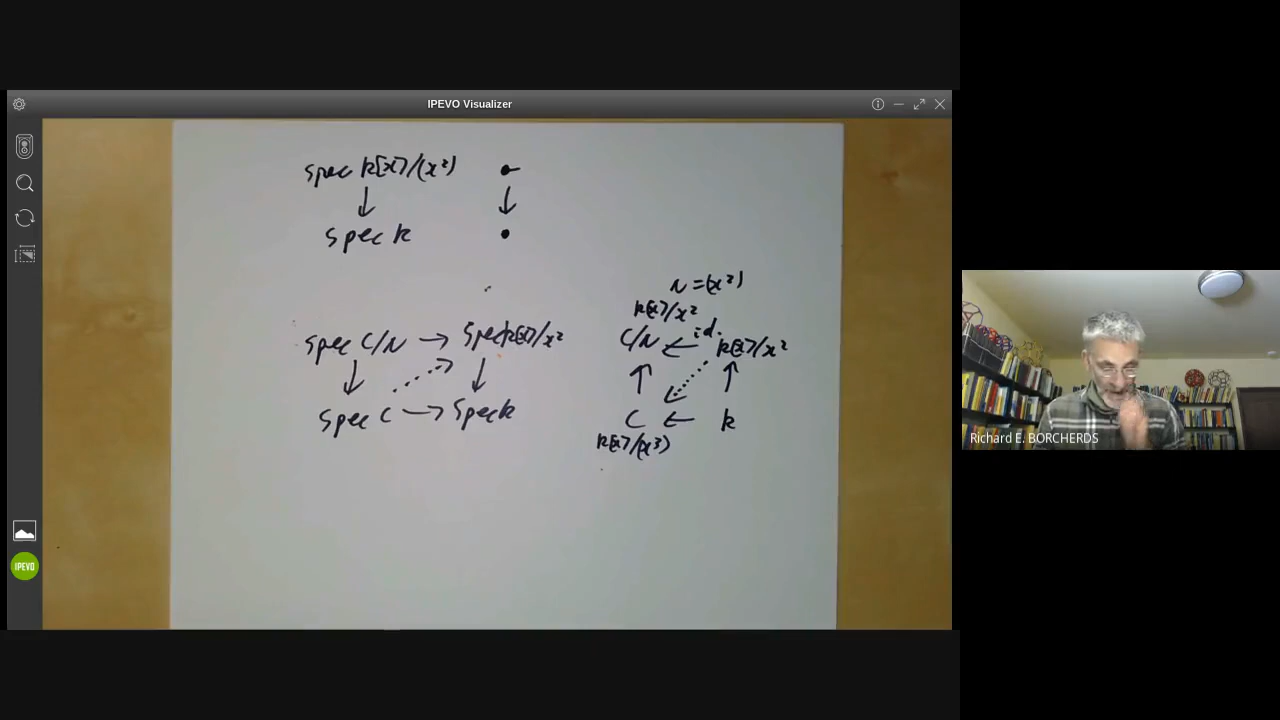 IPEVO Visualizer
spec k[x]/(x²)
↓ ↓
spec k
N = (x²)
k[x]/x²
spec C/N → spec k[x]/x²
C/N ← id. k[x]/x²
spec C → spec k
C ← k
k[x]/(x³)
IPEVO
Richard E. BORCHERDS